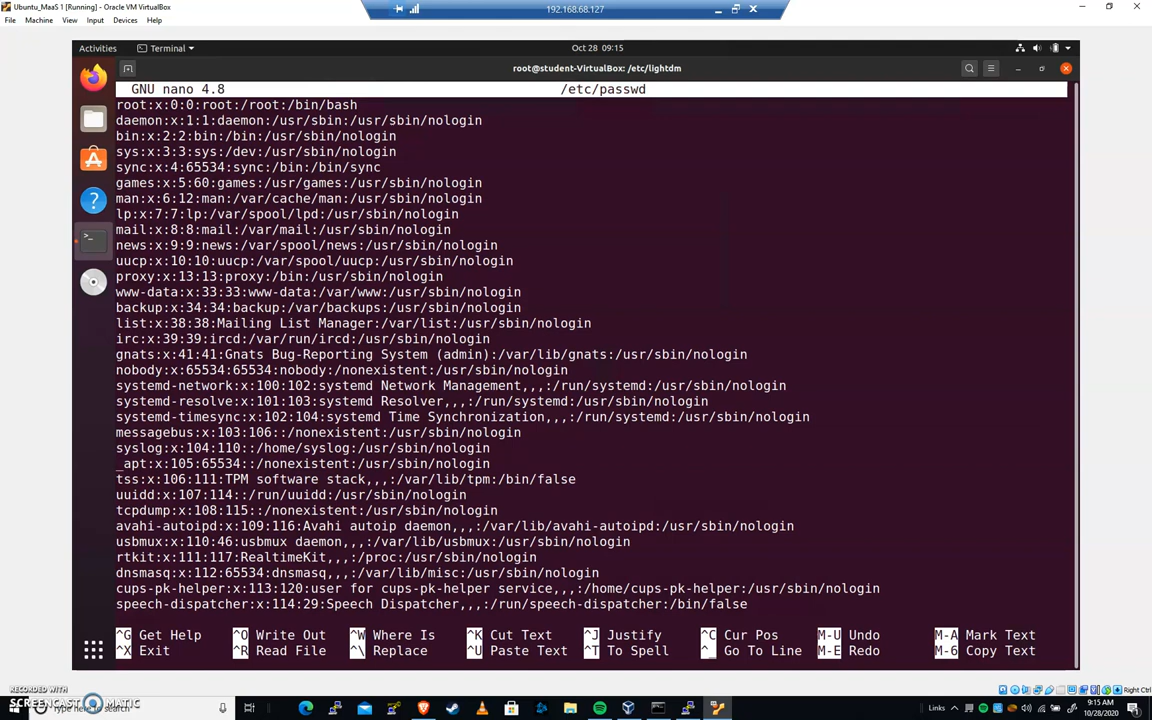 Ubuntu_MaaS 1 [Running] - Oracle VM VirtualBox
192.168.68.127
File Machine View Input Devices Help
Activities Terminal Oct 28 09:15
root@student-VirtualBox: /etc/lightdm
GNU nano 4.8 /etc/passwd
root:x:0:0:root:/root:/bin/bash
daemon:x:1:1:daemon:/usr/sbin:/usr/sbin/nologin
bin:x:2:2:bin:/bin:/usr/sbin/nologin
sys:x:3:3:sys:/dev:/usr/sbin/nologin
sync:x:4:65534:sync:/bin:/bin/sync
games:x:5:60:games:/usr/games:/usr/sbin/nologin
man:x:6:12:man:/var/cache/man:/usr/sbin/nologin
lp:x:7:7:lp:/var/spool/lpd:/usr/sbin/nologin
mail:x:8:8:mail:/var/mail:/usr/sbin/nologin
news:x:9:9:news:/var/spool/news:/usr/sbin/nologin
uucp:x:10:10:uucp:/var/spool/uucp:/usr/sbin/nologin
proxy:x:13:13:proxy:/bin:/usr/sbin/nologin
www-data:x:33:33:www-data:/var/www:/usr/sbin/nologin
backup:x:34:34:backup:/var/backups:/usr/sbin/nologin
list:x:38:38:Mailing List Manager:/var/list:/usr/sbin/nologin
irc:x:39:39:ircd:/var/run/ircd:/usr/sbin/nologin
gnats:x:41:41:Gnats Bug-Reporting System (admin):/var/lib/gnats:/usr/sbin/nologin
nobody:x:65534:65534:nobody:/nonexistent:/usr/sbin/nologin
systemd-network:x:100:102:systemd Network Management,,,:/run/systemd:/usr/sbin/nologin
systemd-resolve:x:101:103:systemd Resolver,,,:/run/systemd:/usr/sbin/nologin
systemd-timesync:x:102:104:systemd Time Synchronization,,,:/run/systemd:/usr/sbin/nologin
messagebus:x:103:106::/nonexistent:/usr/sbin/nologin
syslog:x:104:110::/home/syslog:/usr/sbin/nologin
_apt:x:105:65534::/nonexistent:/usr/sbin/nologin
tss:x:106:111:TPM software stack,,,:/var/lib/tpm:/bin/false
uuidd:x:107:114::/run/uuidd:/usr/sbin/nologin
tcpdump:x:108:115::/nonexistent:/usr/sbin/nologin
avahi-autoipd:x:109:116:Avahi autoip daemon,,,:/var/lib/avahi-autoipd:/usr/sbin/nologin
usbmux:x:110:46:usbmux daemon,,,:/var/lib/usbmux:/usr/sbin/nologin
rtkit:x:111:117:RealtimeKit,,,:/proc:/usr/sbin/nologin
dnsmasq:x:112:65534:dnsmasq,,,:/var/lib/misc:/usr/sbin/nologin
cups-pk-helper:x:113:120:user for cups-pk-helper service,,,:/home/cups-pk-helper:/usr/sbin/nologin
speech-dispatcher:x:114:29:Speech Dispatcher,,,:/run/speech-dispatcher:/bin/false
^G Get Help ^O Write Out ^W Where Is ^K Cut Text ^J Justify ^C Cur Pos M-U Undo M-A Mark Text
^X Exit ^R Read File ^\ Replace ^U Paste Text ^T To Spell ^_ Go To Line M-E Redo M-6 Copy Text
RECORDED WITH
SCREENCAST MATIC
Right Ctrl
Type here to search
Links
9:15 AM
10/28/2020